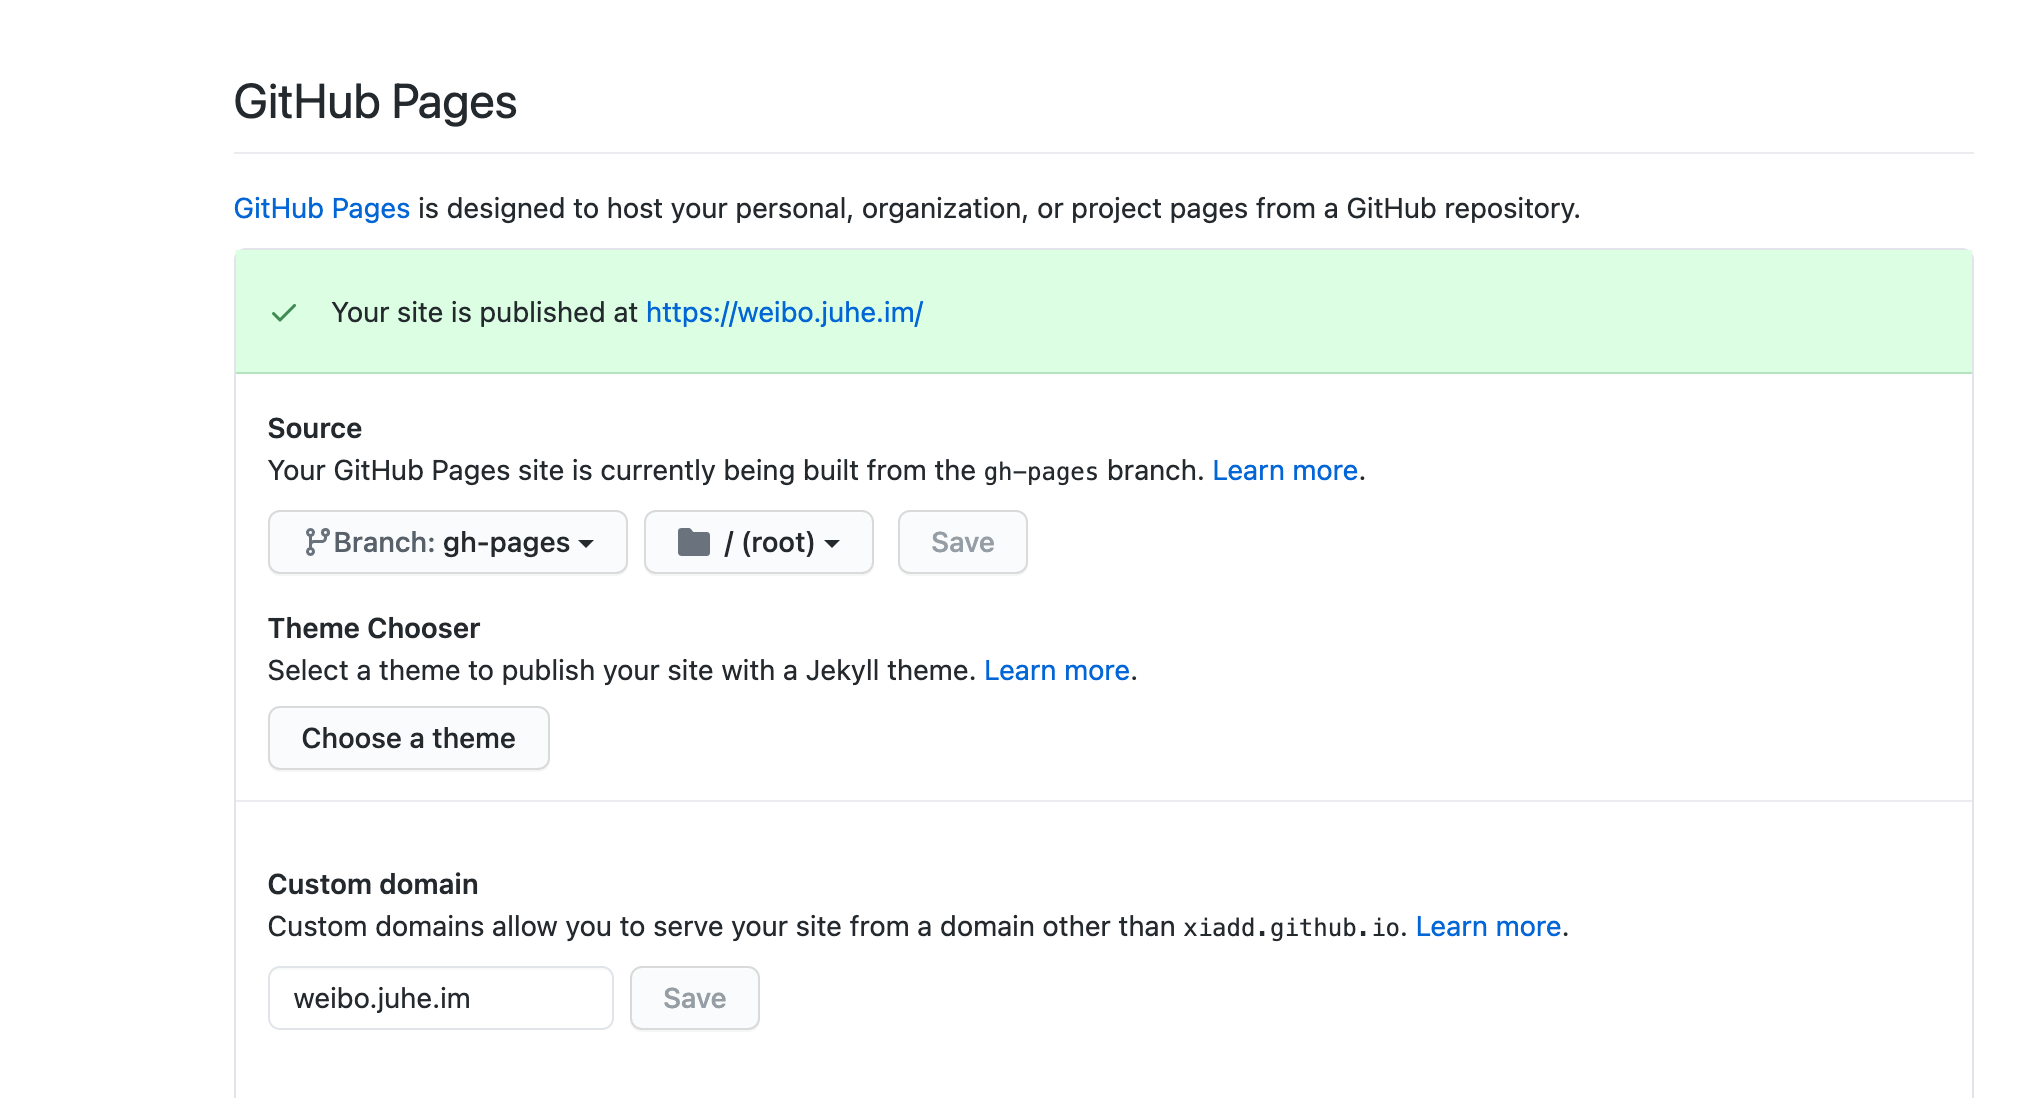 GitHub Pages
GitHub Pages is designed to host your personal, organization, or project pages from a GitHub repository.
Your site is published at https://weibo.juhe.im/
Source
Your GitHub Pages site is currently being built from the gh-pages branch. Learn more.
Branch: gh-pages / (root) Save
Theme Chooser
Select a theme to publish your site with a Jekyll theme. Learn more.
Choose a theme
Custom domain
Custom domains allow you to serve your site from a domain other than xiadd.github.io. Learn more.
weibo.juhe.im Save